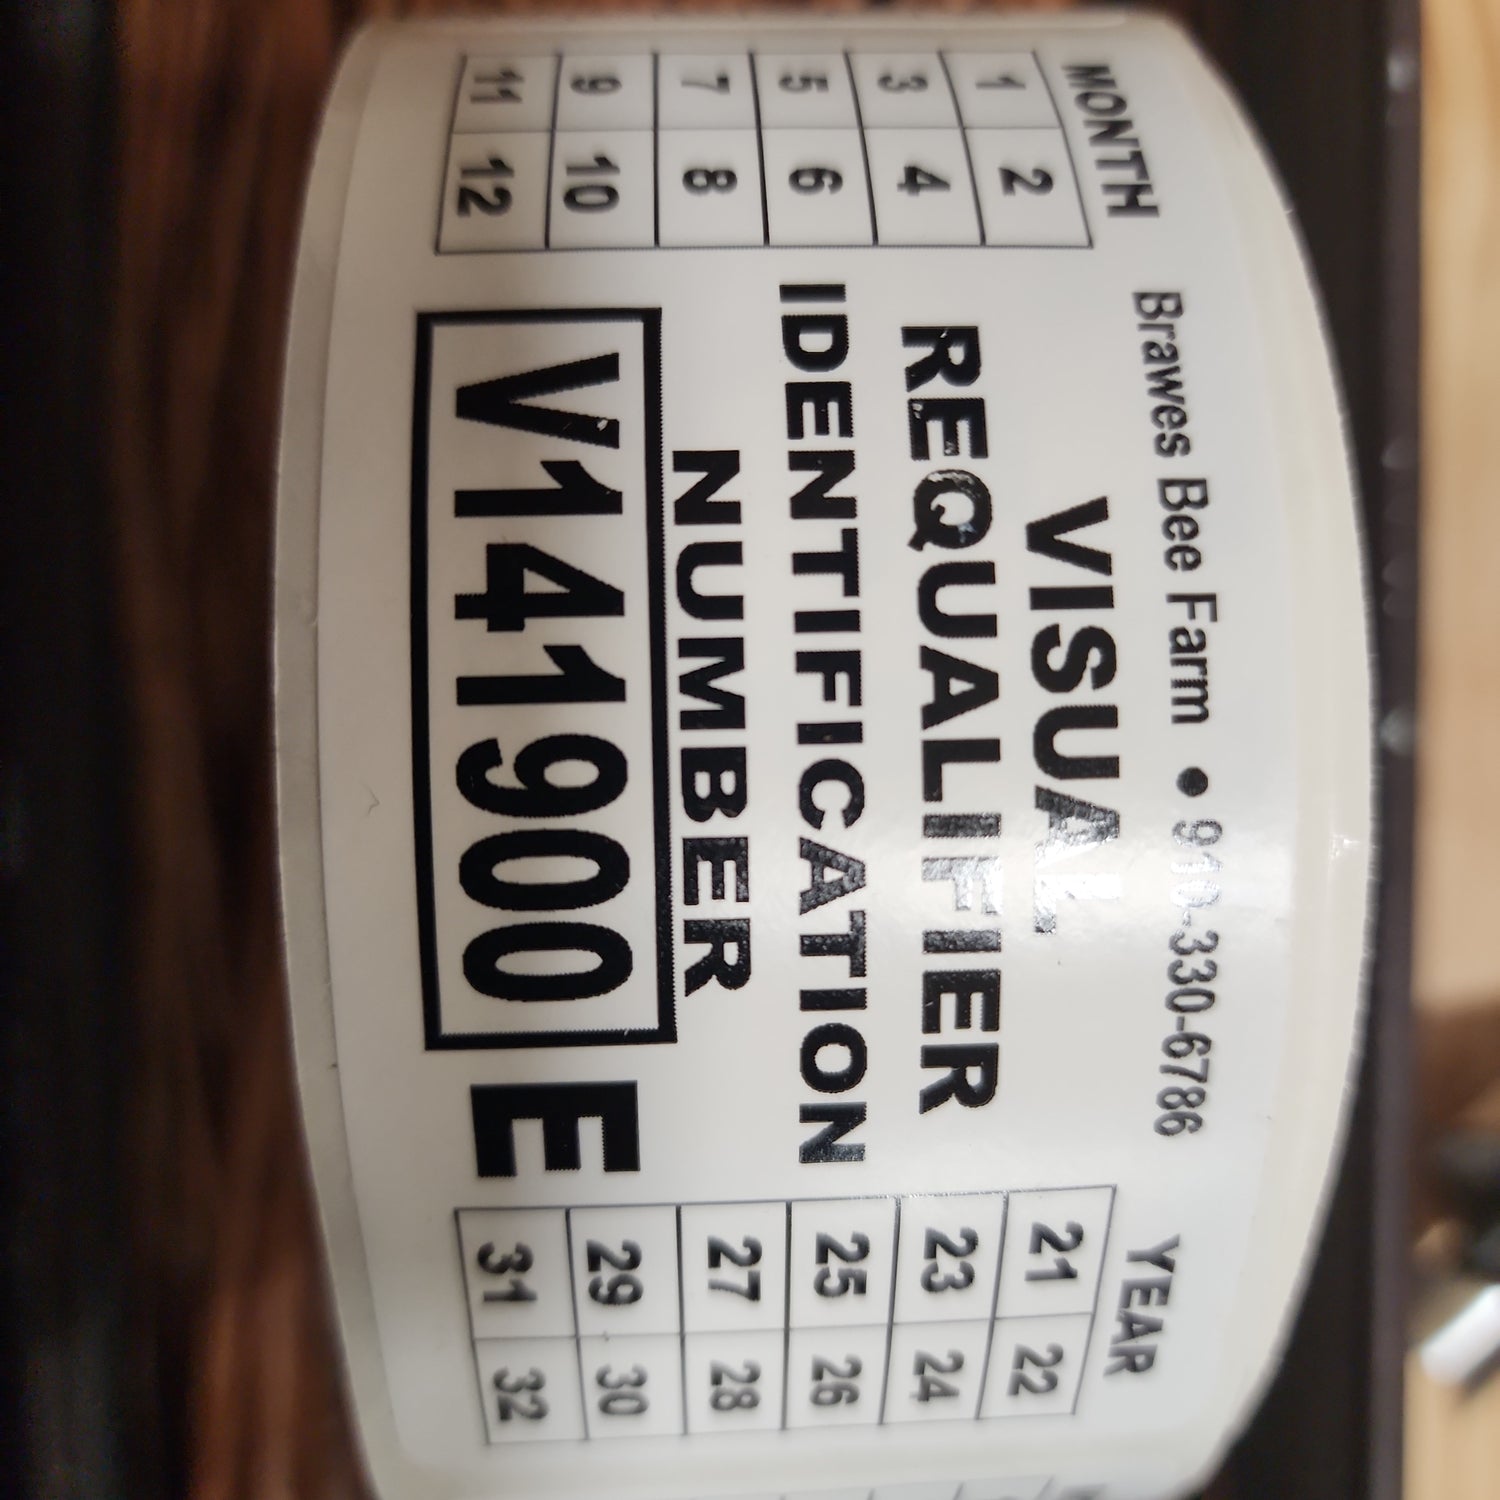 Brawes Bee Farm • 910-330-6786
MONTH
1 2
3 4
5 6
7 8
9 10
11 12
VISUAL
REQUALIFIER
IDENTIFICATION
NUMBER
V141900 E
YEAR
21 22
23 24
25 26
27 28
29 30
31 32